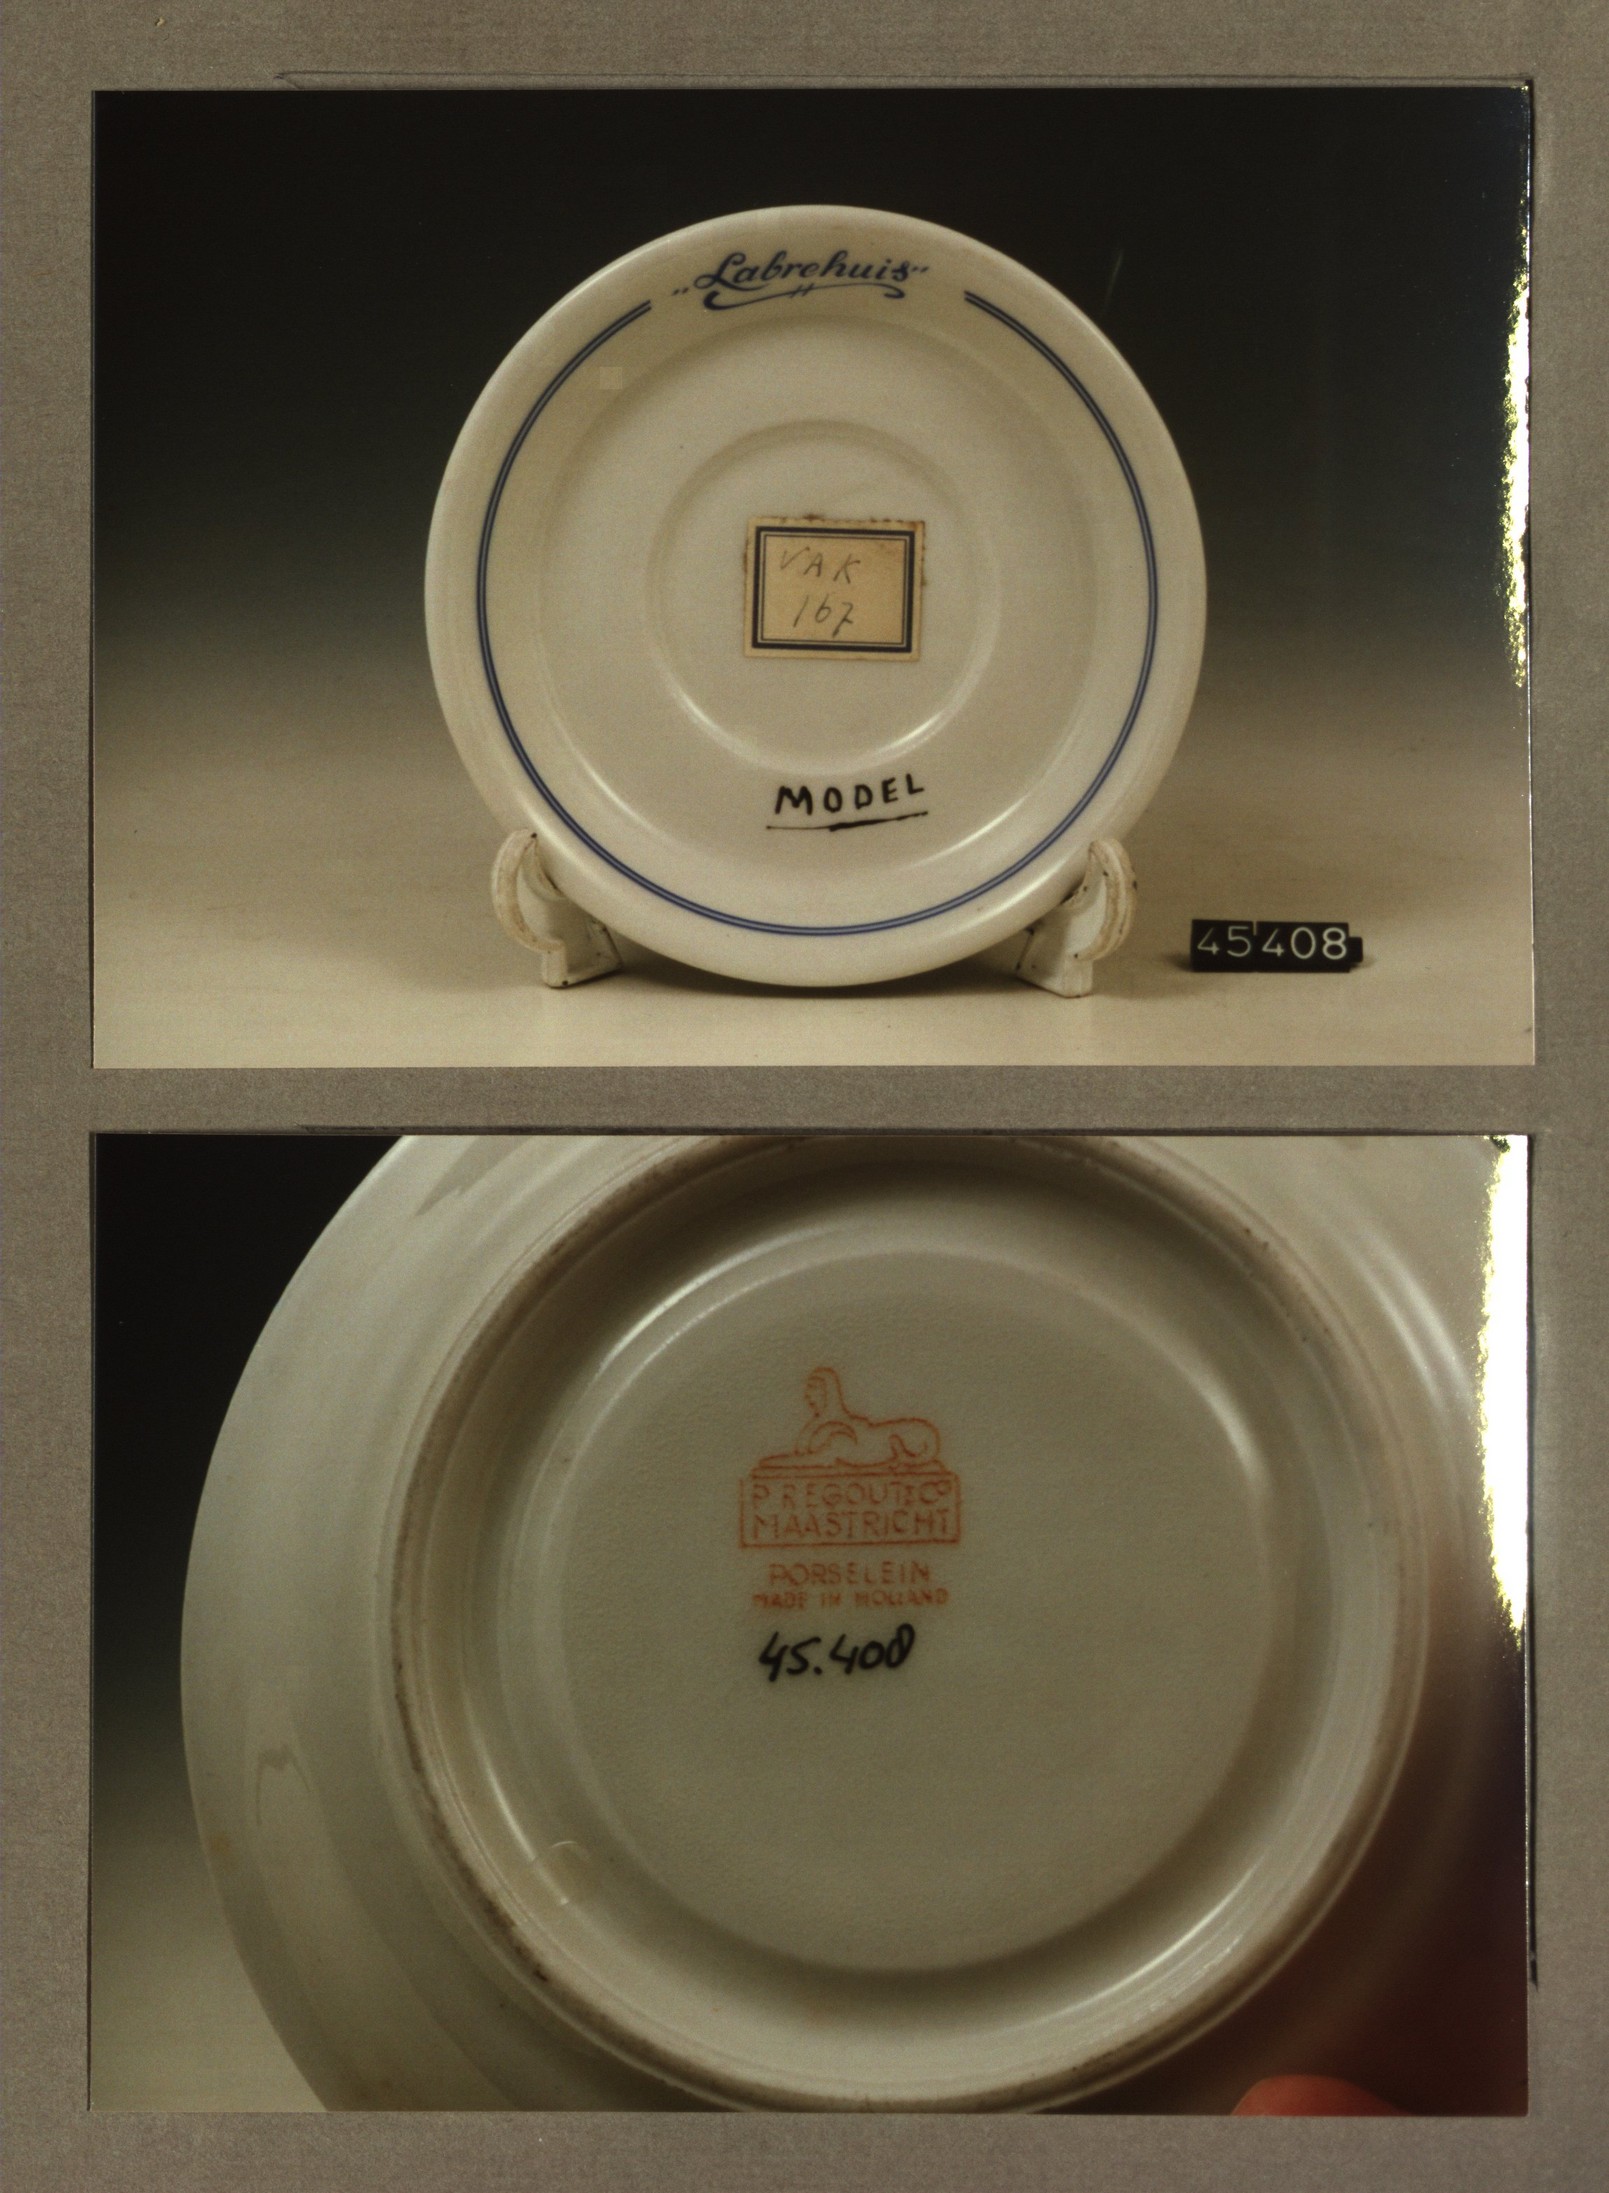 „Labrehuis"
VAK
167
MODEL
45408
P. REGOUT & Co
MAASTRICHT
PORSELEIN
MADE IN HOLLAND
45.408